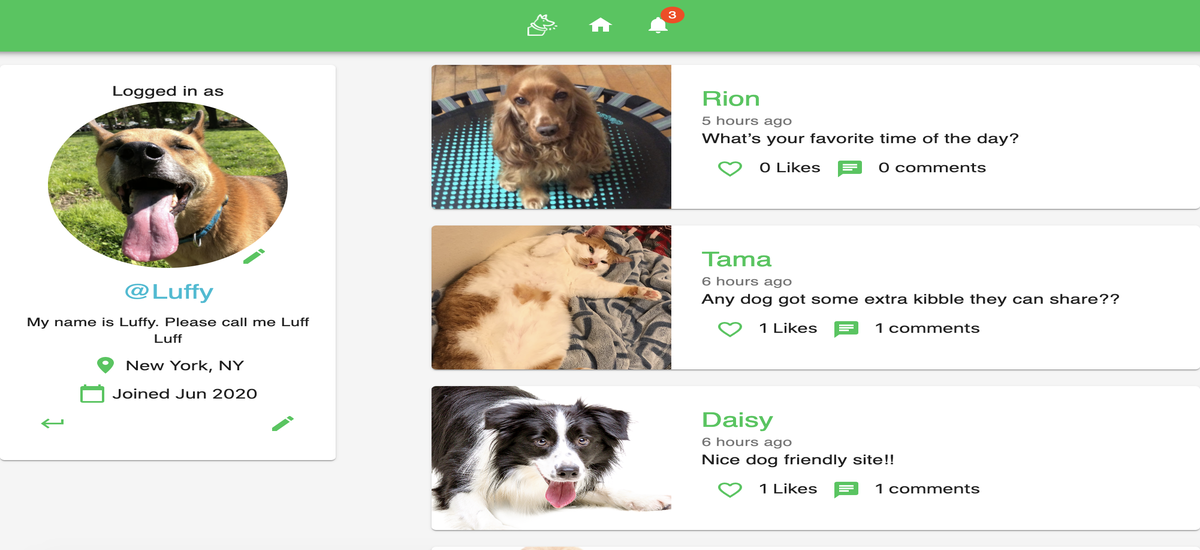 3
Logged in as
@Luffy
My name is Luffy. Please call me Luff
Luff
New York, NY
Joined Jun 2020
Rion
5 hours ago
What's your favorite time of the day?
0 Likes 0 comments
Tama
6 hours ago
Any dog got some extra kibble they can share??
1 Likes 1 comments
Daisy
6 hours ago
Nice dog friendly site!!
1 Likes 1 comments